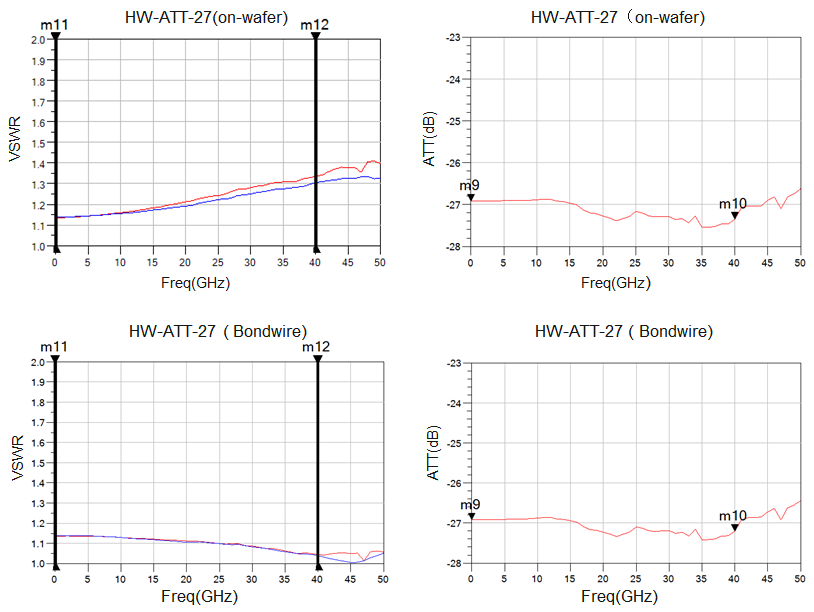 HW-ATT-27(on-wafer)
m11
m12
2.0
1.9
1.8
1.7
1.6
1.5
1.4
1.3
1.2
1.1
1.0
VSWR
0 5 10 15 20 25 30 35 40 45 50
Freq(GHz)
HW-ATT-27（on-wafer)
-23
-24
-25
-26
-27
-28
ATT(dB)
m9
m10
0 5 10 15 20 25 30 35 40 45 50
Freq(GHz)
HW-ATT-27 ( Bondwire)
m11
m12
2.0
1.9
1.8
1.7
1.6
1.5
1.4
1.3
1.2
1.1
1.0
VSWR
0 5 10 15 20 25 30 35 40 45 50
Freq(GHz)
HW-ATT-27 ( Bondwire)
-23
-24
-25
-26
-27
-28
ATT(dB)
m9
m10
0 5 10 15 20 25 30 35 40 45 50
Freq(GHz)